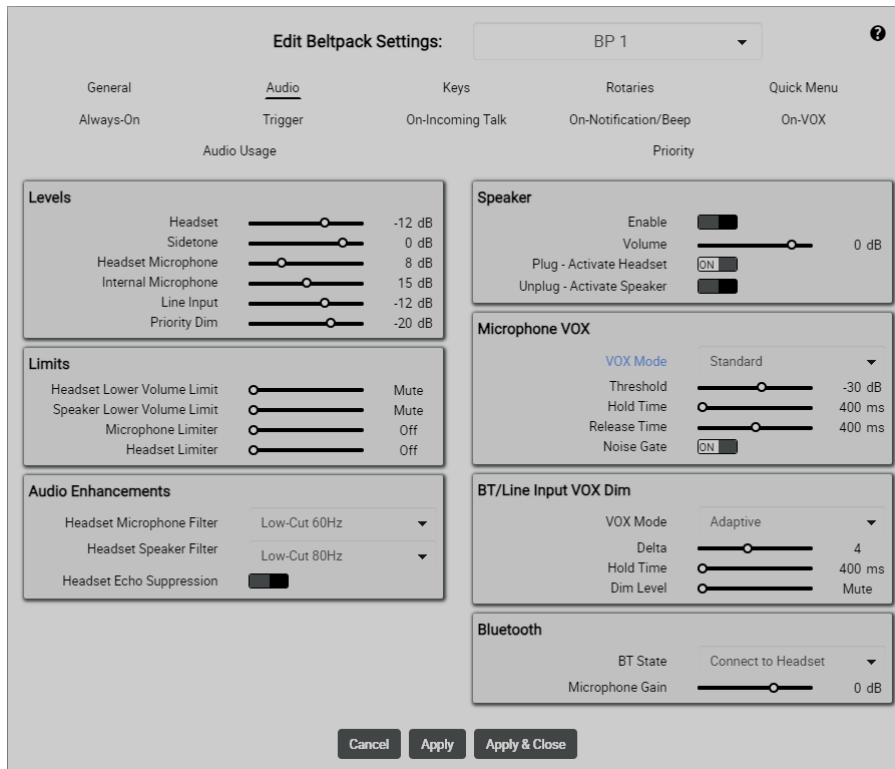 Edit Beltpack Settings: BP 1 ?
General Audio Keys Rotaries Quick Menu
Always-On Trigger On-Incoming Talk On-Notification/Beep On-VOX
Audio Usage Priority
Levels
Headset -12 dB
Sidetone 0 dB
Headset Microphone 8 dB
Internal Microphone 15 dB
Line Input -12 dB
Priority Dim -20 dB
Limits
Headset Lower Volume Limit Mute
Speaker Lower Volume Limit Mute
Microphone Limiter Off
Headset Limiter Off
Audio Enhancements
Headset Microphone Filter Low-Cut 60Hz
Headset Speaker Filter Low-Cut 80Hz
Headset Echo Suppression
Speaker
Enable
Volume 0 dB
Plug - Activate Headset ON
Unplug - Activate Speaker
Microphone VOX
VOX Mode Standard
Threshold -30 dB
Hold Time 400 ms
Release Time 400 ms
Noise Gate ON
BT/Line Input VOX Dim
VOX Mode Adaptive
Delta 4
Hold Time 400 ms
Dim Level Mute
Bluetooth
BT State Connect to Headset
Microphone Gain 0 dB
Cancel Apply Apply & Close